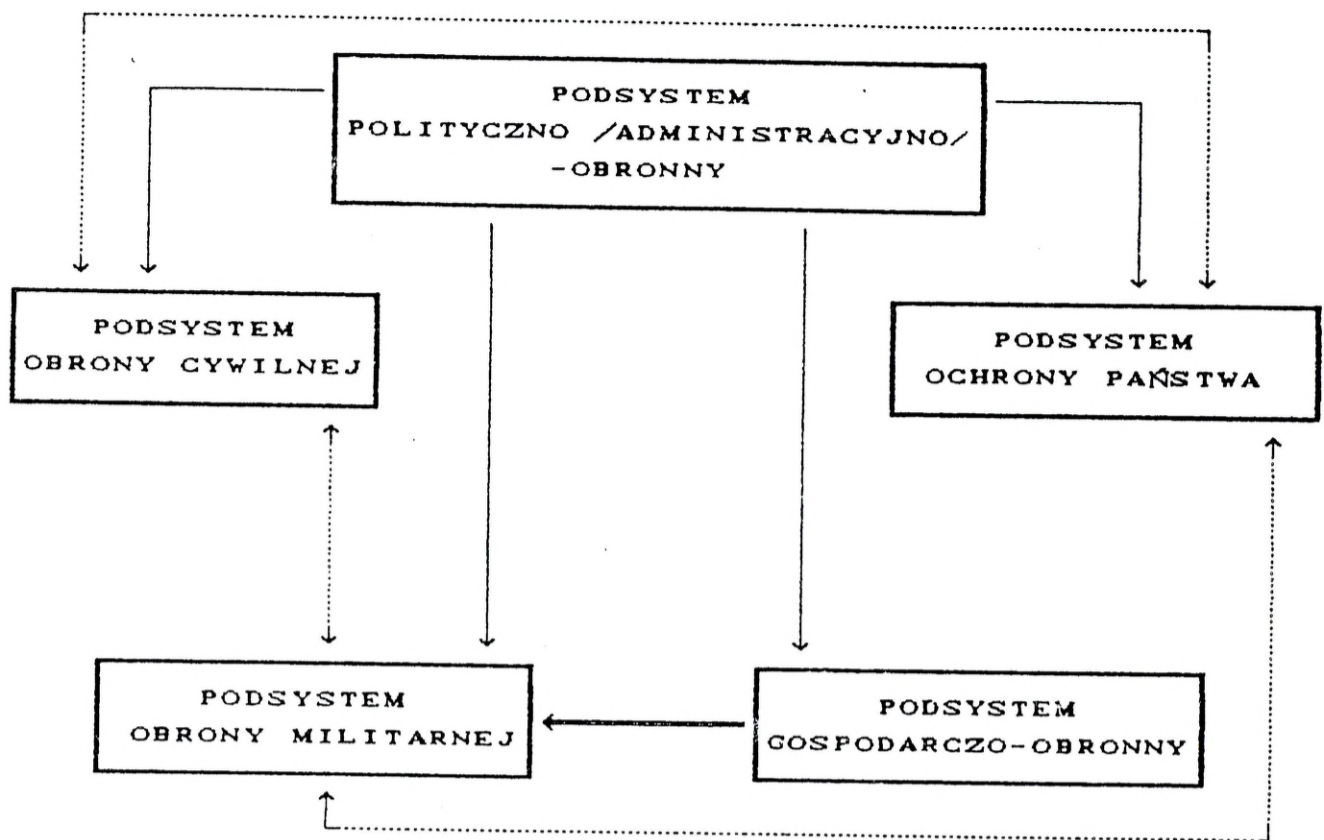 PODSYSTEM
POLITYCZNO /ADMINISTRACYJNO/
-OBRONNY
PODSYSTEM
OBRONY CYWILNEJ
PODSYSTEM
OCHRONY PAŃSTWA
PODSYSTEM
OBRONY MILITARNEJ
PODSYSTEM
GOSPODARCZO-OBRONNY